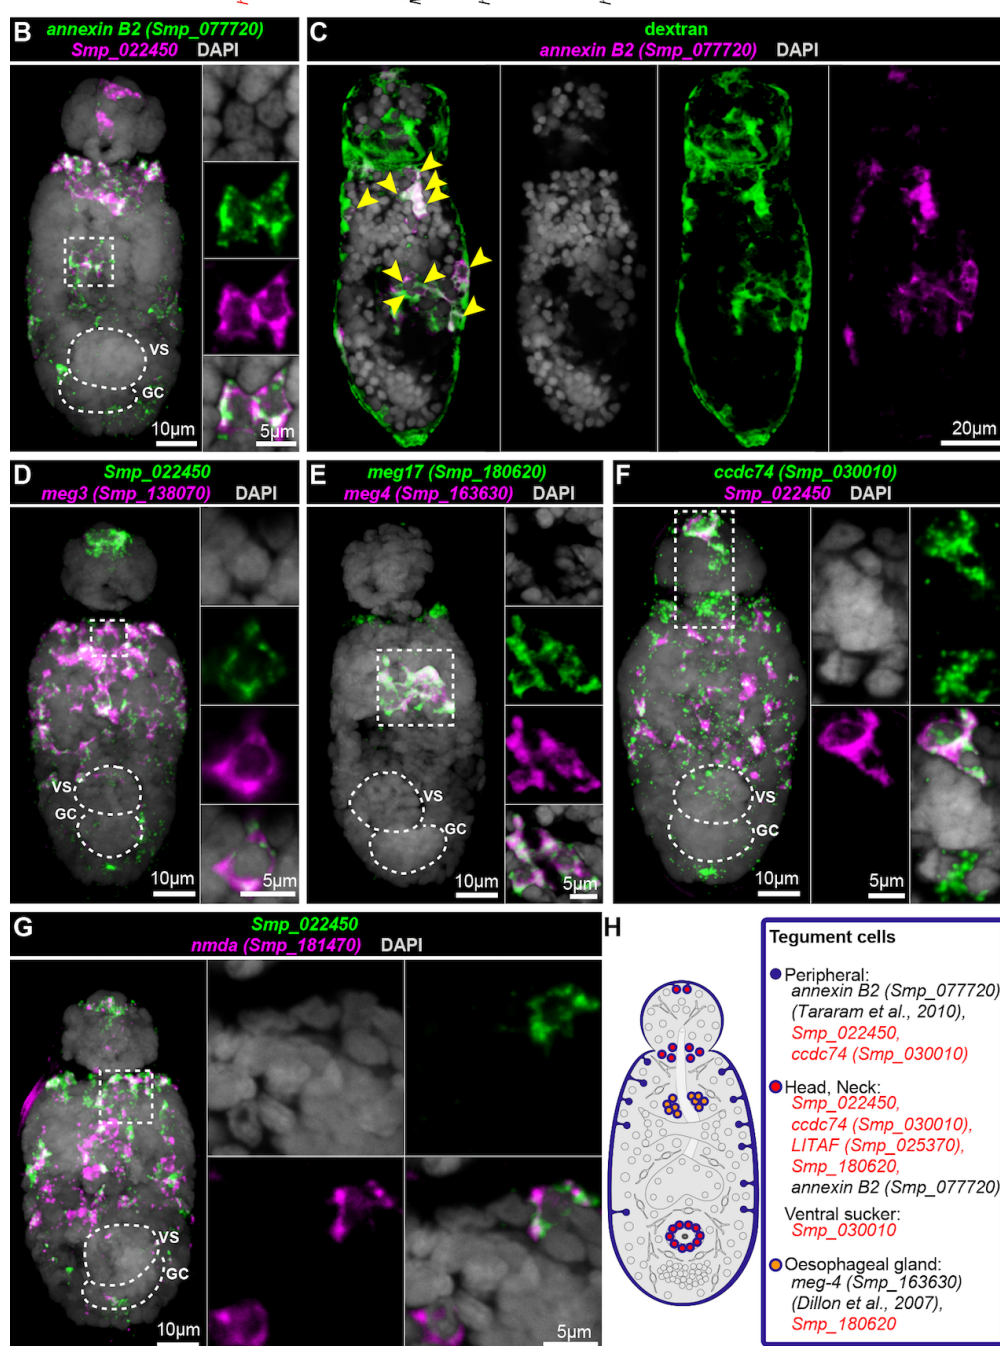 B
annexin B2 (Smp_077720)
Smp_022450 DAPI
VS
GC
10µm
5µm
C
dextran
annexin B2 (Smp_077720) DAPI
20µm
D
Smp_022450
meg3 (Smp_138070) DAPI
VS
GC
10µm
5µm
E
meg17 (Smp_180620)
meg4 (Smp_163630) DAPI
VS
GC
10µm
5µm
F
ccdc74 (Smp_030010)
Smp_022450 DAPI
VS
GC
10µm
5µm
G
Smp_022450
nmda (Smp_181470) DAPI
VS
GC
10µm
5µm
H
Tegument cells
Peripheral:
annexin B2 (Smp_077720)
(Tararam et al., 2010),
Smp_022450,
ccdc74 (Smp_030010)
Head, Neck:
Smp_022450,
ccdc74 (Smp_030010),
LITAF (Smp_025370),
Smp_180620,
annexin B2 (Smp_077720)
Ventral sucker:
Smp_030010
Oesophageal gland:
meg-4 (Smp_163630)
(Dillon et al., 2007),
Smp_180620